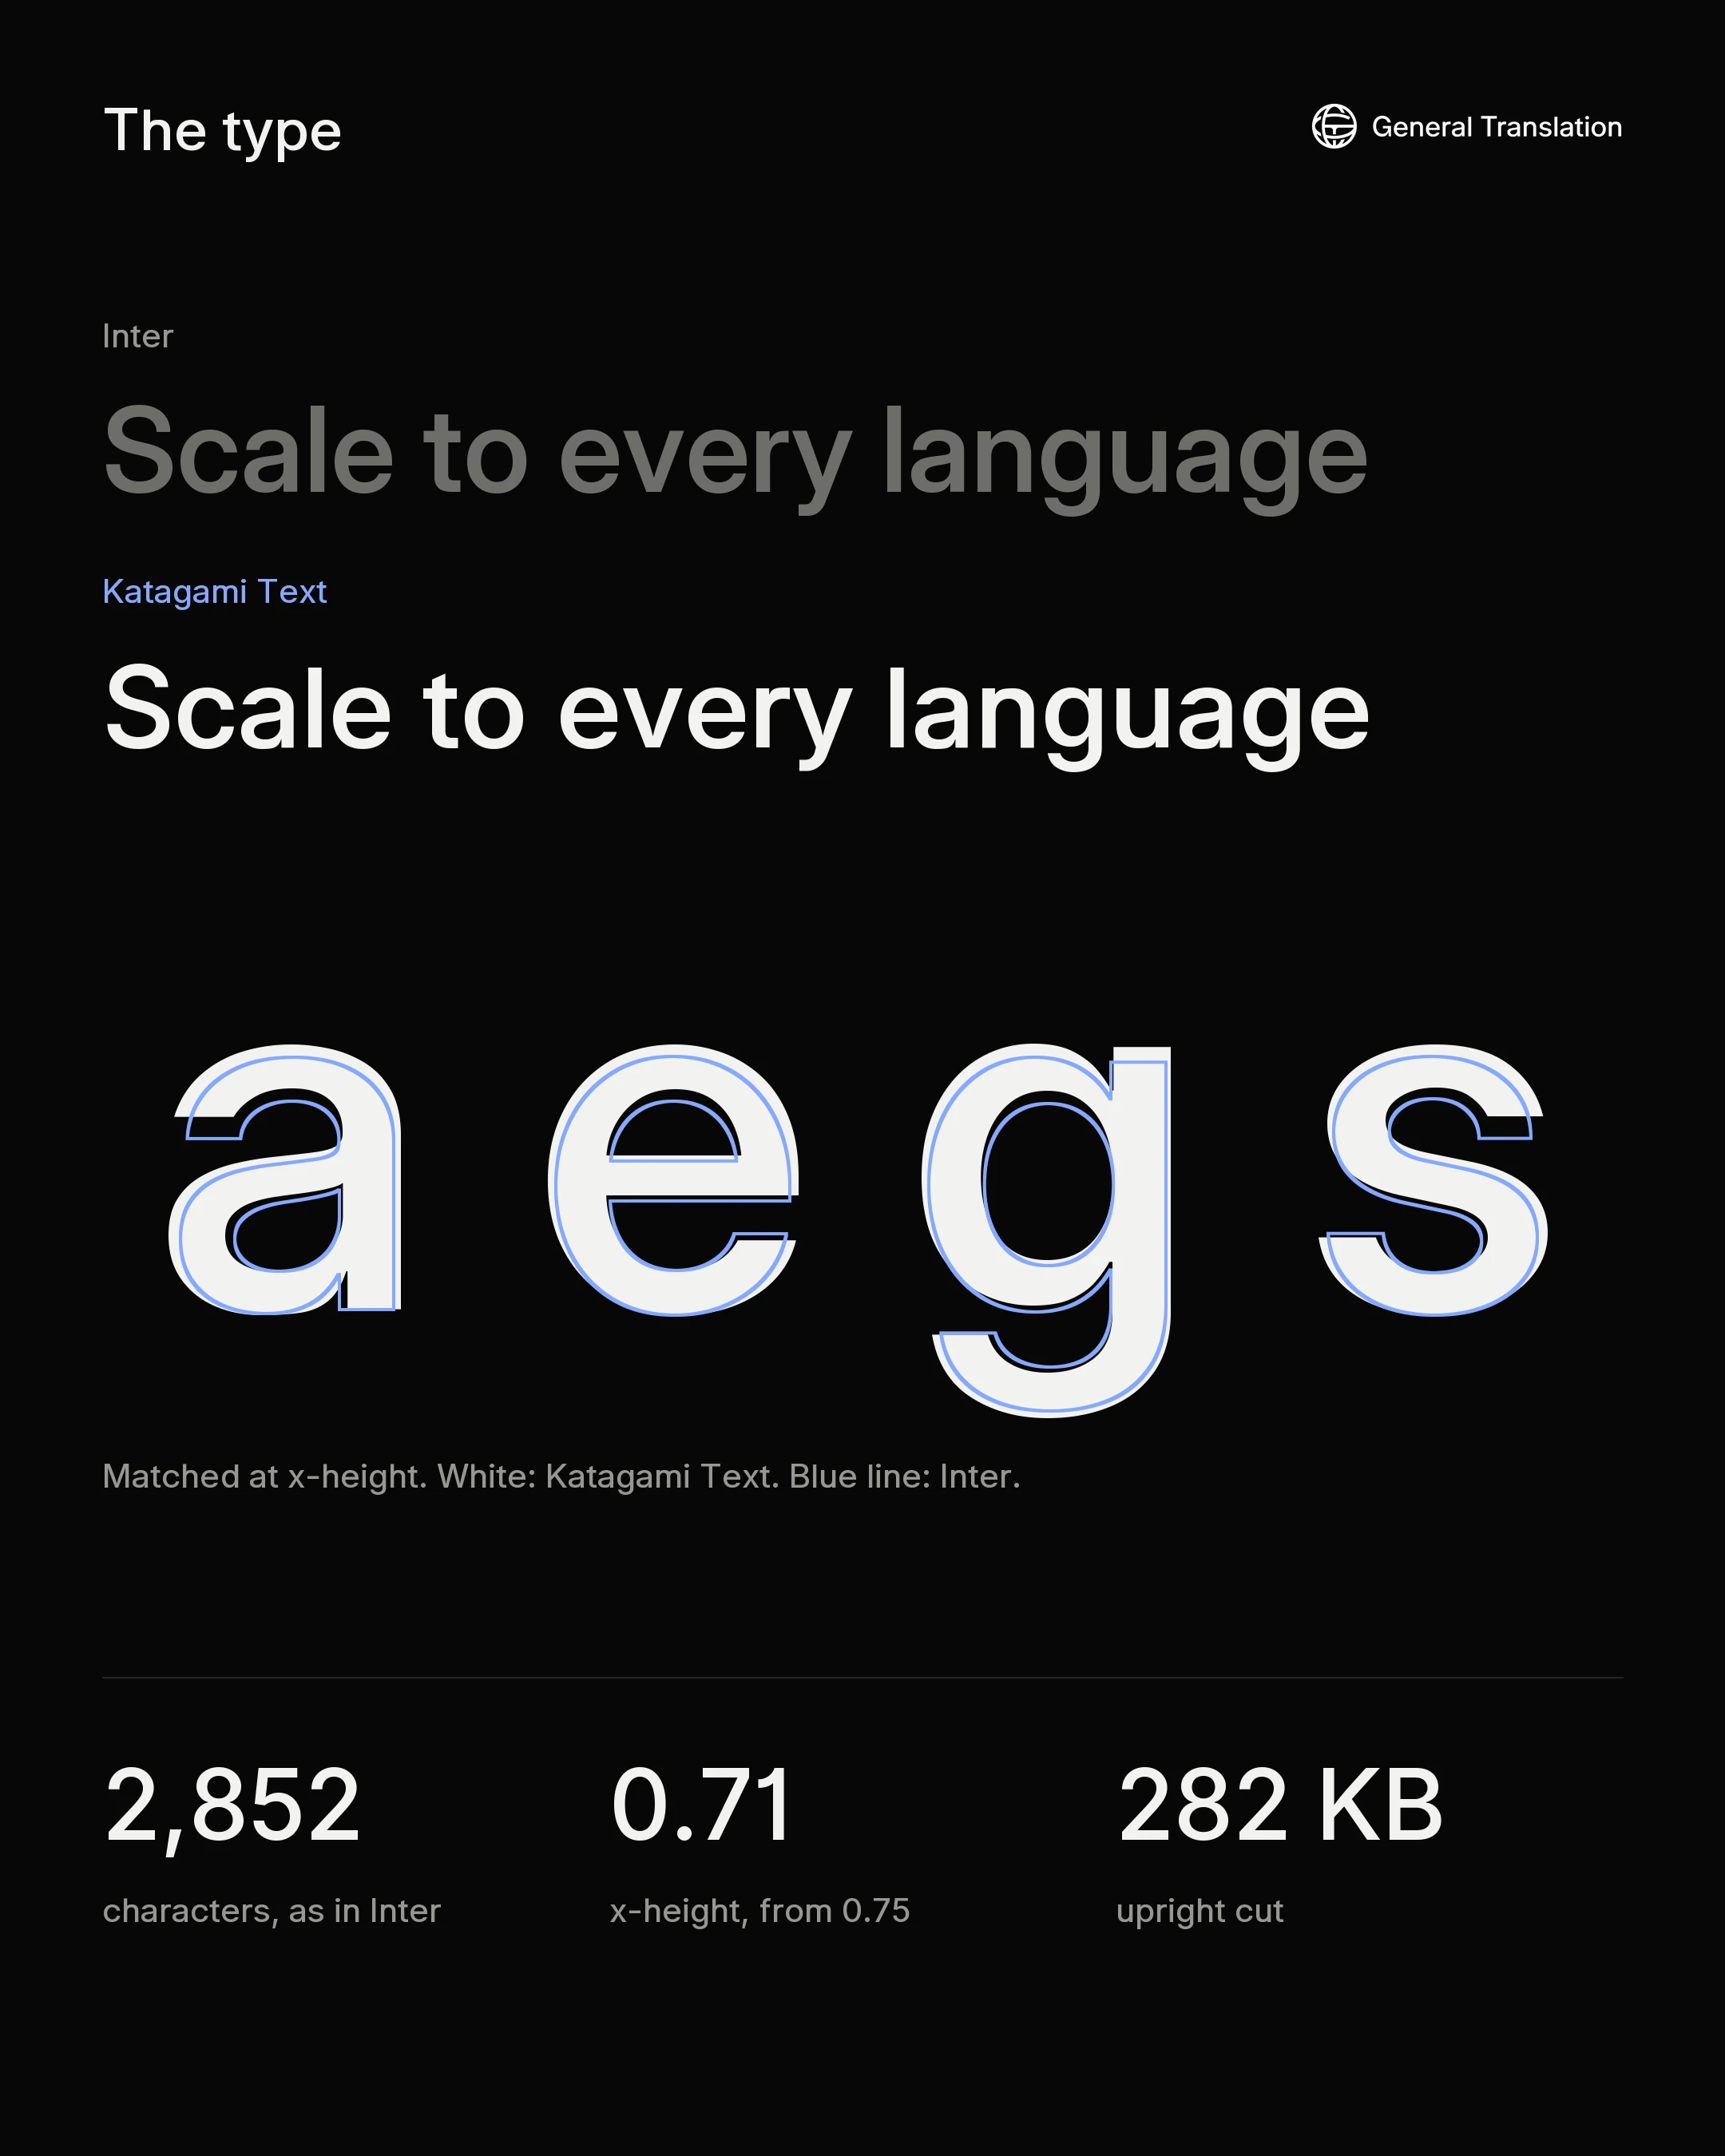 The type
General Translation
Inter
Scale to every language
Katagami Text
Scale to every language
a e g s
Matched at x-height. White: Katagami Text. Blue line: Inter.
2,852
0.71
282 KB
characters, as in Inter
x-height, from 0.75
upright cut